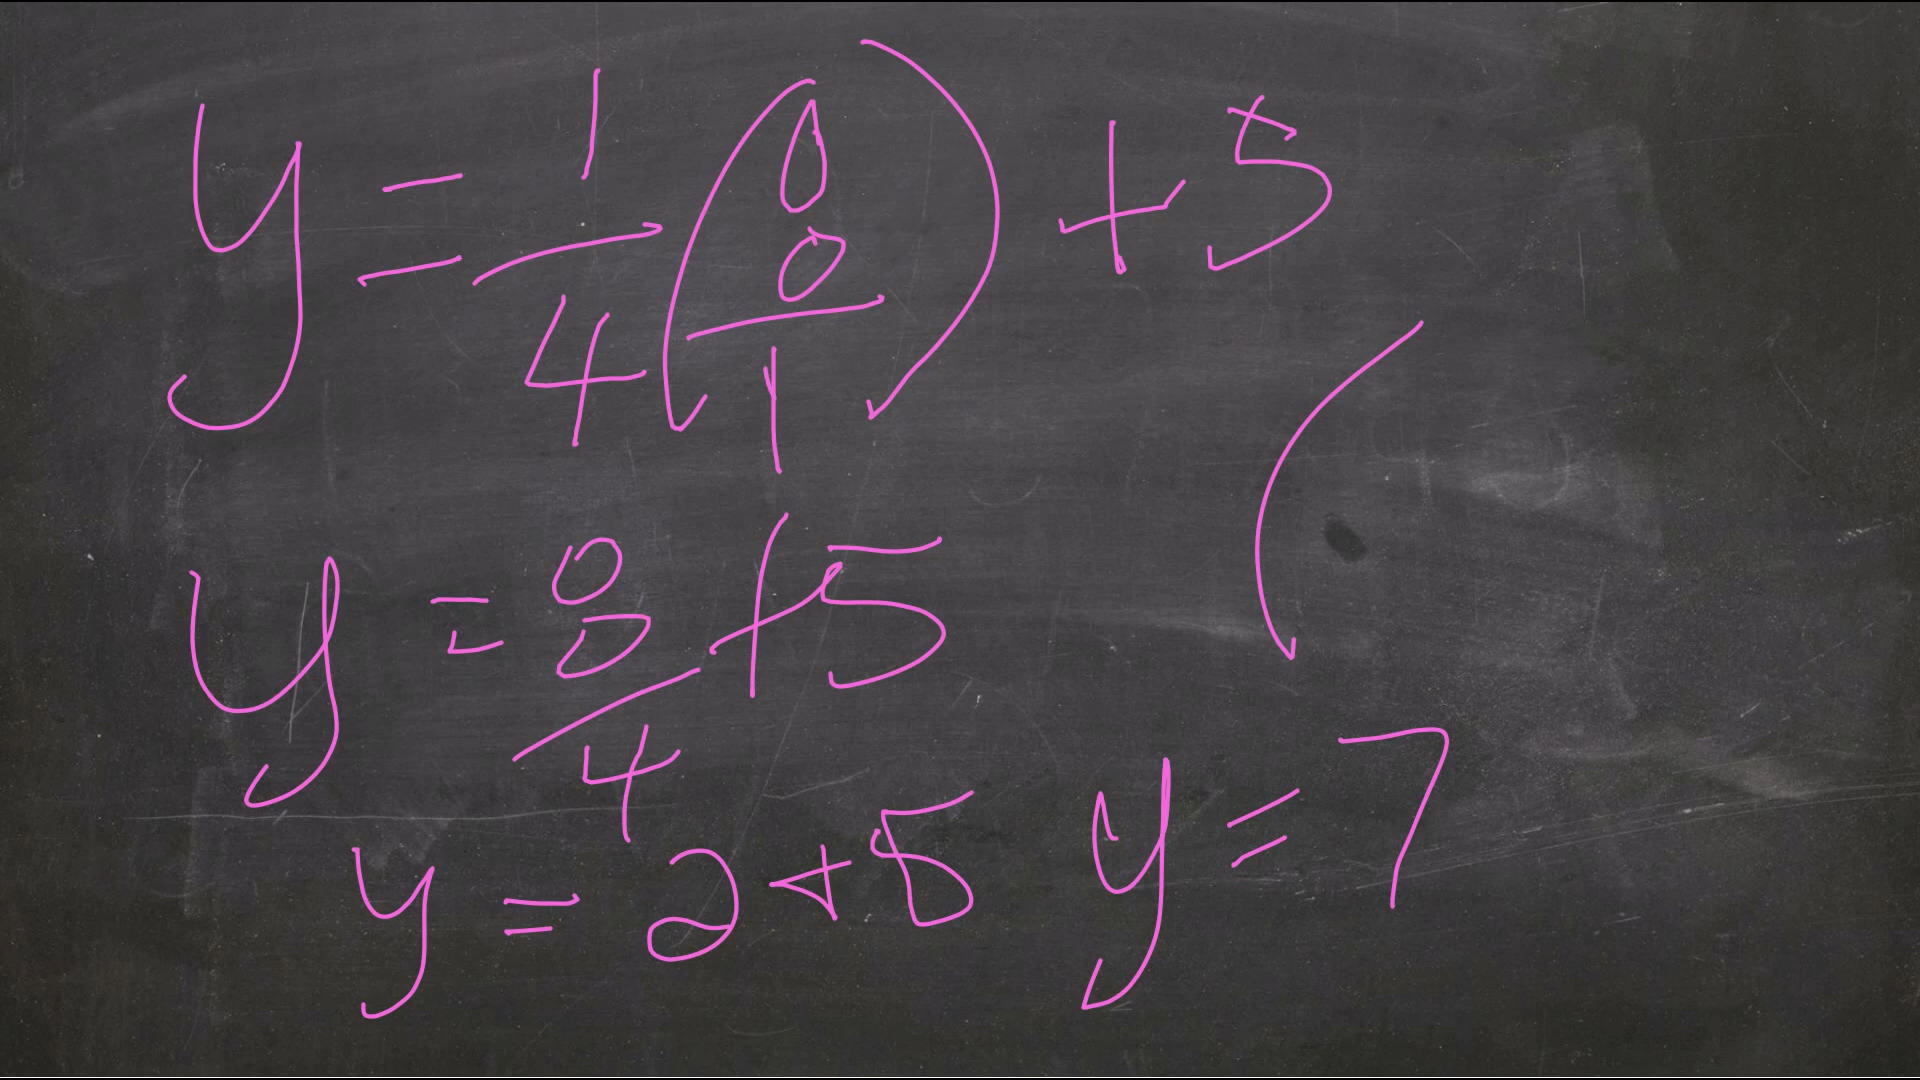 y = 1/4 (8/1) + 5
y = 8/4 + 5
y = 2 + 5 y = 7